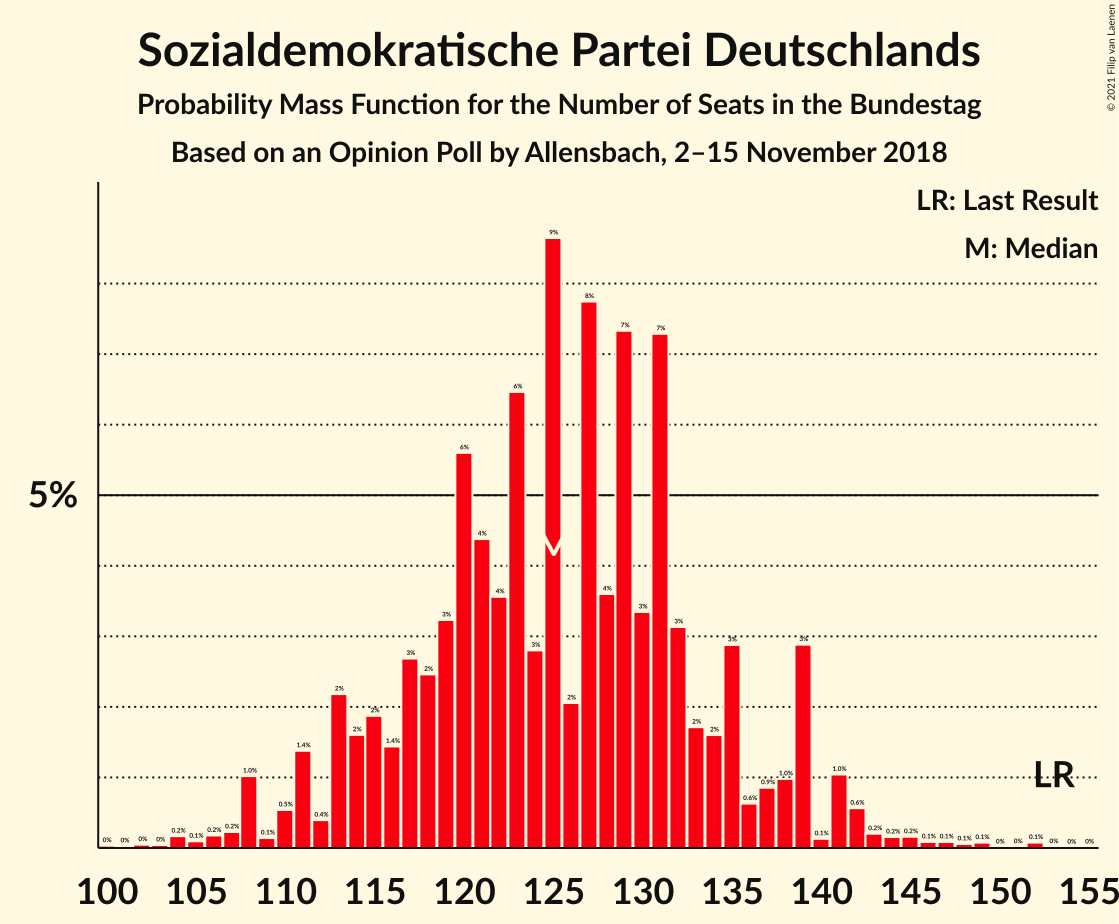 Sozialdemokratische Partei Deutschlands
Probability Mass Function for the Number of Seats in the Bundestag
Based on an Opinion Poll by Allensbach, 2–15 November 2018
© 2021 Filip van Laenen
LR: Last Result
M: Median
5%
0% 0% 0% 0% 0.2% 0.1% 0.2% 0.2% 1.0% 0.1% 0.5% 1.4% 0.4% 2% 2% 2% 1.4% 3% 2% 3% 6% 4% 4% 6% 3% 9% 2% 8% 4% 7% 3% 7% 3% 2% 2% 3% 0.6% 0.9% 1.0% 3% 0.1% 1.0% 0.6% 0.2% 0.2% 0.2% 0.1% 0.1% 0.1% 0.1% 0% 0% 0.1% 0% 0% 0%
M
LR
100 105 110 115 120 125 130 135 140 145 150 155